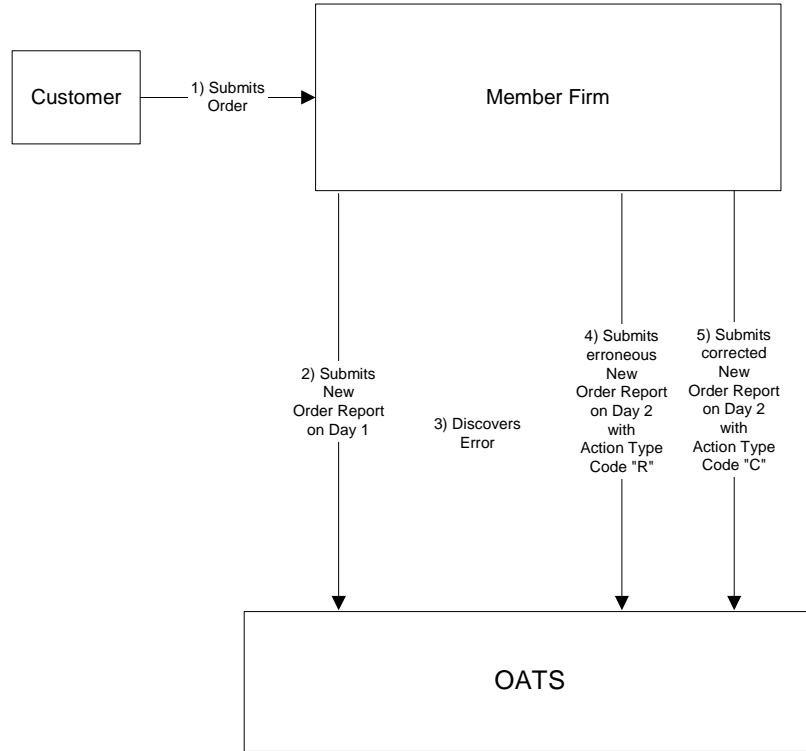 Customer
1) Submits
Order
Member Firm
2) Submits
New
Order Report
on Day 1
3) Discovers
Error
4) Submits
erroneous
New
Order Report
on Day 2
with
Action Type
Code "R"
5) Submits
corrected
New
Order Report
on Day 2
with
Action Type
Code "C"
OATS